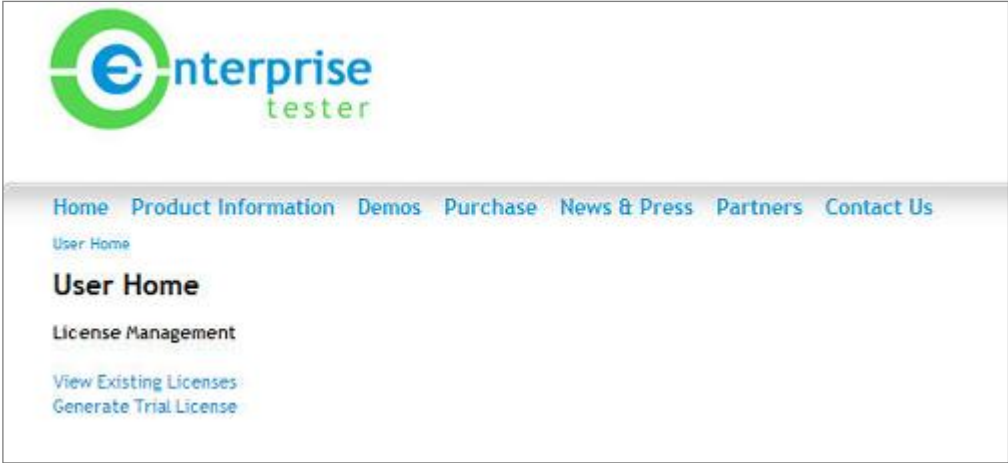 enterprise
tester
Home Product Information Demos Purchase News & Press Partners Contact Us
User Home
User Home
License Management
View Existing Licenses
Generate Trial License